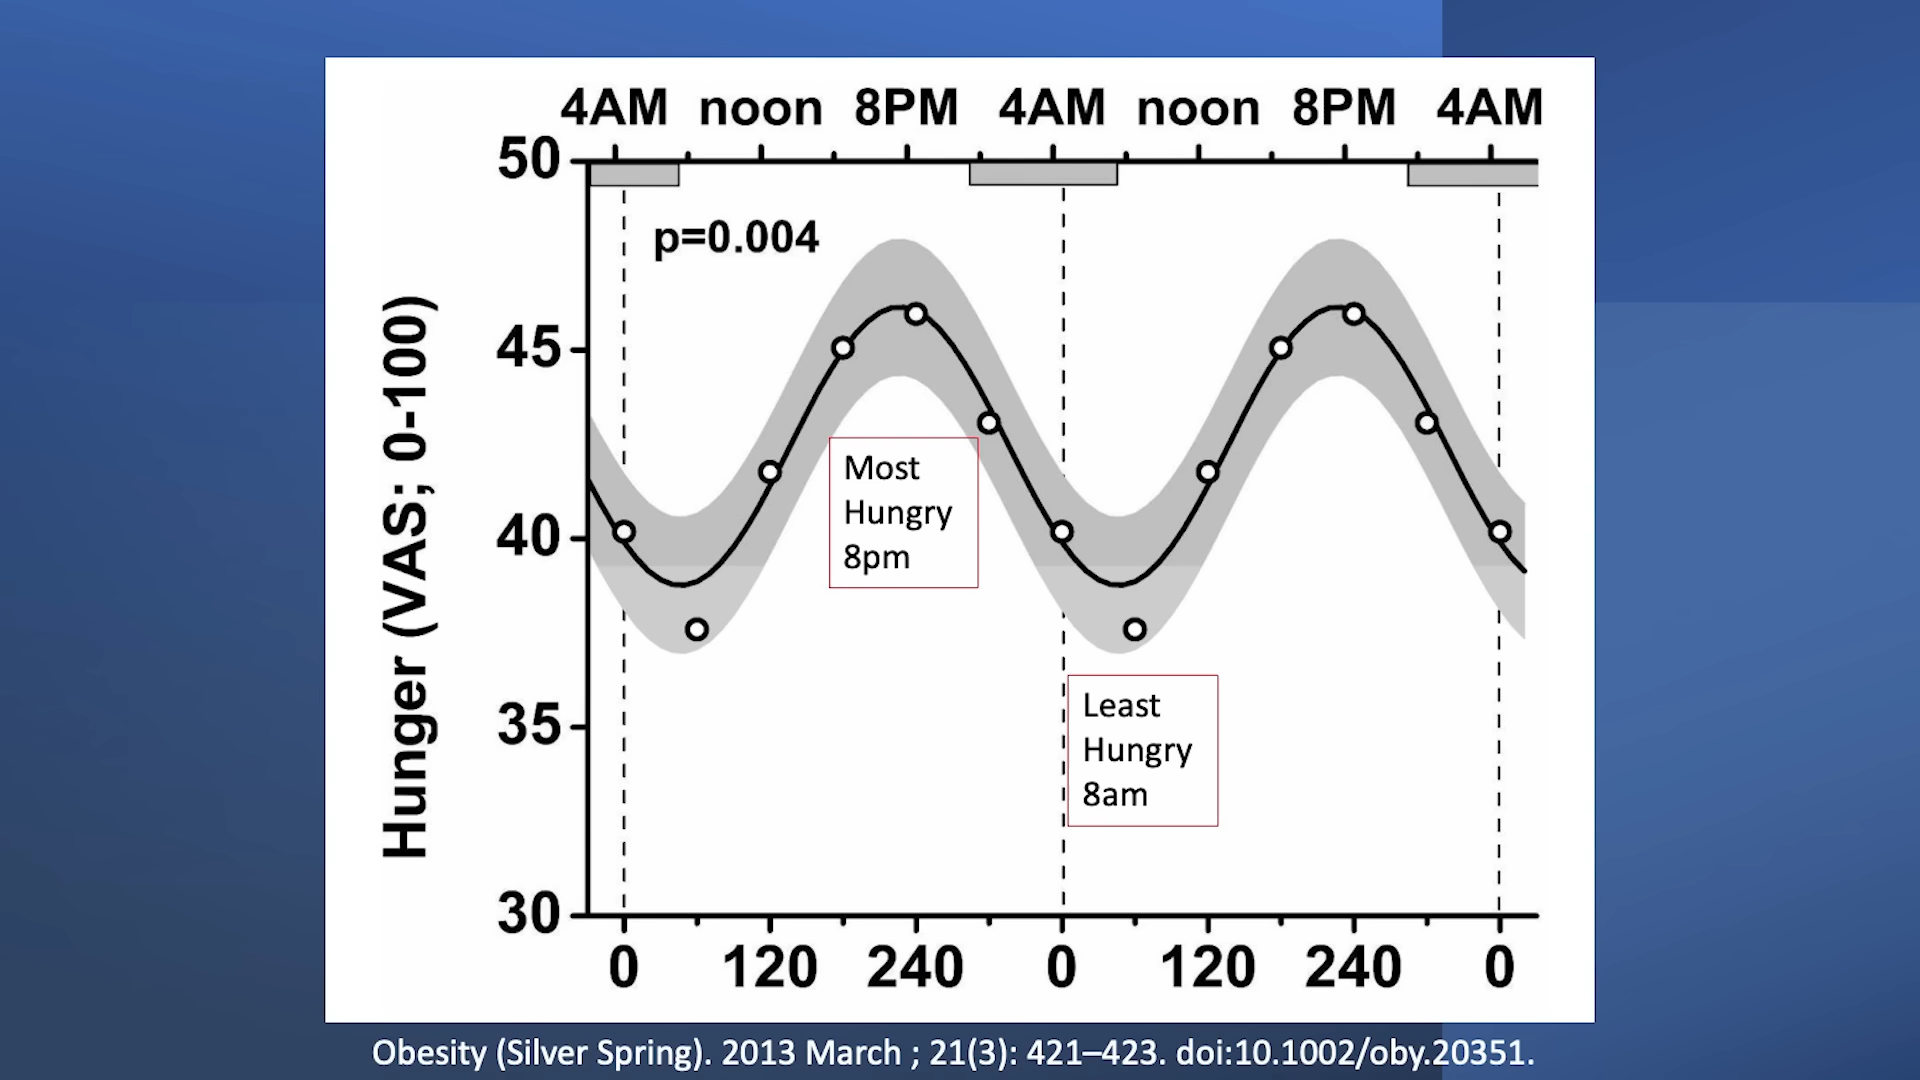 4AM noon 8PM 4AM noon 8PM 4AM
50
p=0.004
45
40
35
30
Hunger (VAS; 0-100)
Most
Hungry
8pm
Least
Hungry
8am
0 120 240 0 120 240 0
Obesity (Silver Spring). 2013 March ; 21(3): 421–423. doi:10.1002/oby.20351.